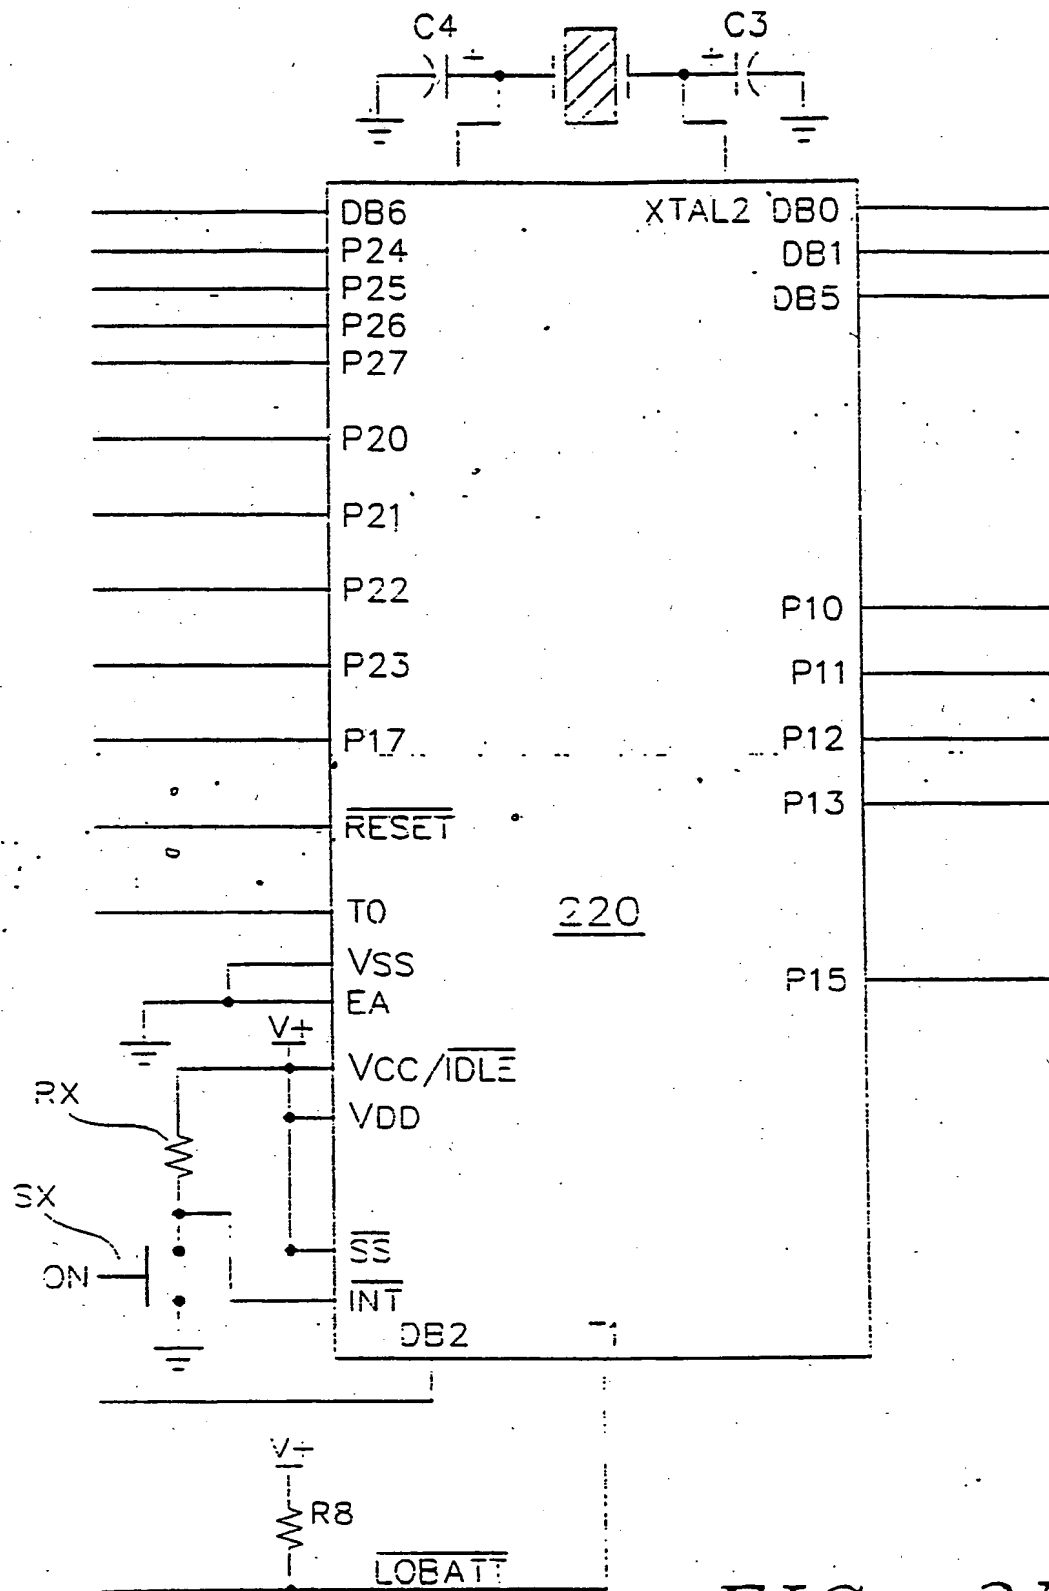 C4 C3
DB6 XTAL2 DB0
P24 DB1
P25 DB5
P26
P27
P20
P21
P22
P10
P23
P11
P17
P12
P13
RESET
T0
220
VSS
P15
EA
V+
VCC/IDLE
RX
VDD
SX
SS
ON
INT
DB2 T1
V+
R8
LOBATT